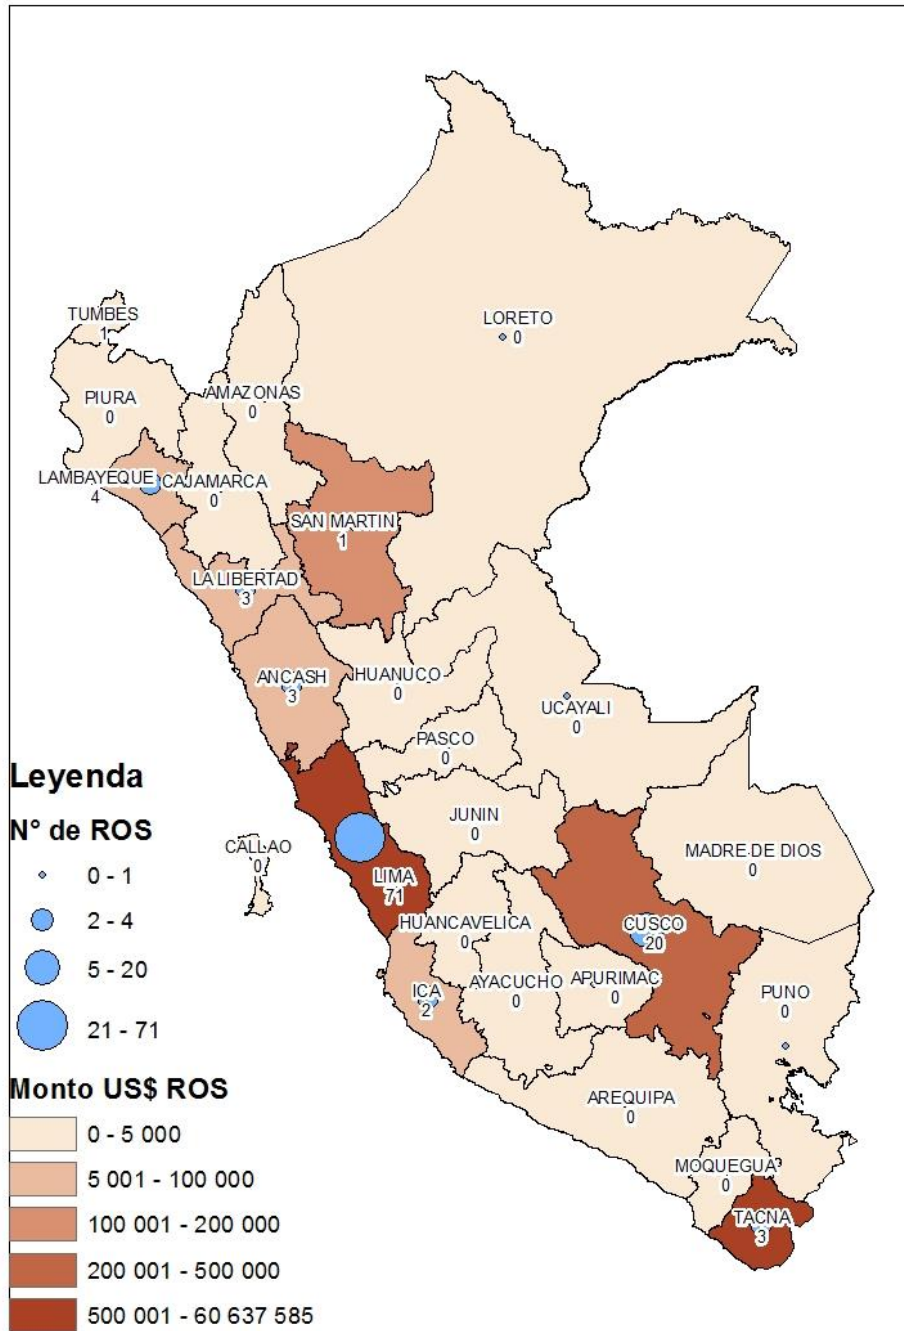 LORETO
0
TUMBES
1
PIURA
0
AMAZONAS
0
LAMBAYEQUE
4
CAJAMARCA
0
SAN MARTIN
1
LA LIBERTAD
3
ANCASH
3
HUANUCO
0
UCAYALI
0
PASCO
0
JUNIN
0
CALLAO
0
MADRE DE DIOS
0
LIMA
71
HUANCAVELICA
0
CUSCO
20
AYACUCHO
0
APURIMAC
0
ICA
2
PUNO
0
AREQUIPA
0
MOQUEGUA
0
TACNA
3
Leyenda
N° de ROS
0 - 1
2 - 4
5 - 20
21 - 71
Monto US$ ROS
0 - 5 000
5 001 - 100 000
100 001 - 200 000
200 001 - 500 000
500 001 - 60 637 585